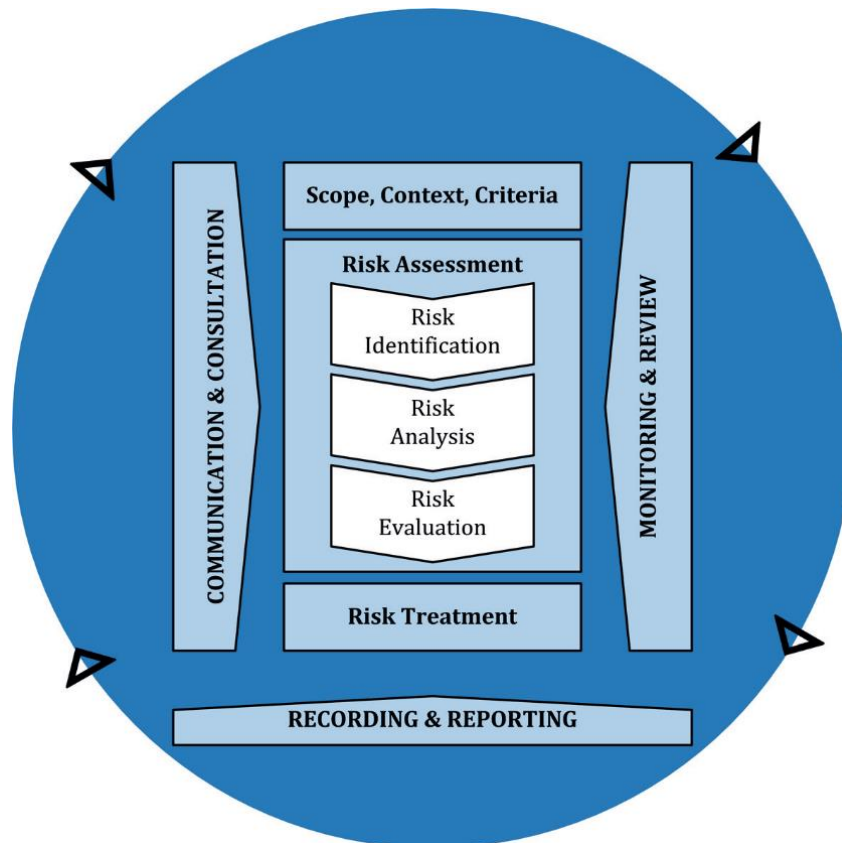 Scope, Context, Criteria
Risk Assessment
Risk
Identification
Risk
Analysis
Risk
Evaluation
Risk Treatment
COMMUNICATION & CONSULTATION
MONITORING & REVIEW
RECORDING & REPORTING